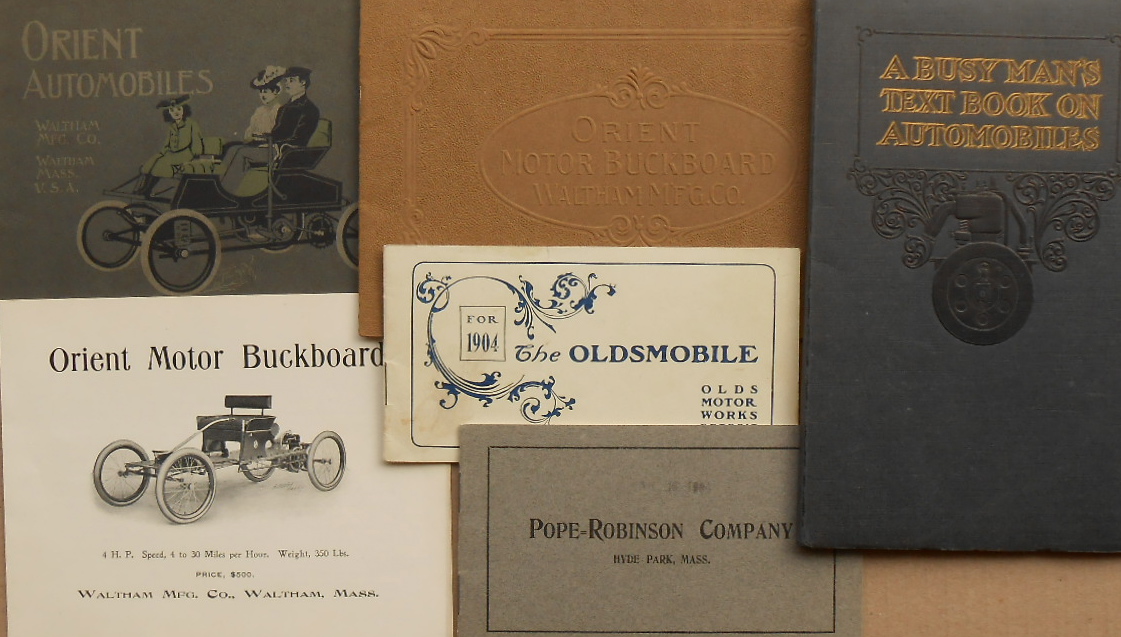 ORIENT
AUTOMOBILES
WALTHAM
MFG. CO.
WALTHAM
MASS.
U.S.A.
ORIENT
MOTOR BUCKBOARD
WALTHAM MFG. CO.
A BUSY MAN'S
TEXT BOOK ON
AUTOMOBILES
FOR
1904
The OLDSMOBILE
OLDS
MOTOR
WORKS
Orient Motor Buckboard
4 H. P. Speed, 4 to 30 Miles per Hour. Weight, 350 Lbs.
PRICE, $500.
WALTHAM MFG. CO., WALTHAM, MASS.
POPE=ROBINSON COMPANY
HYDE PARK, MASS.